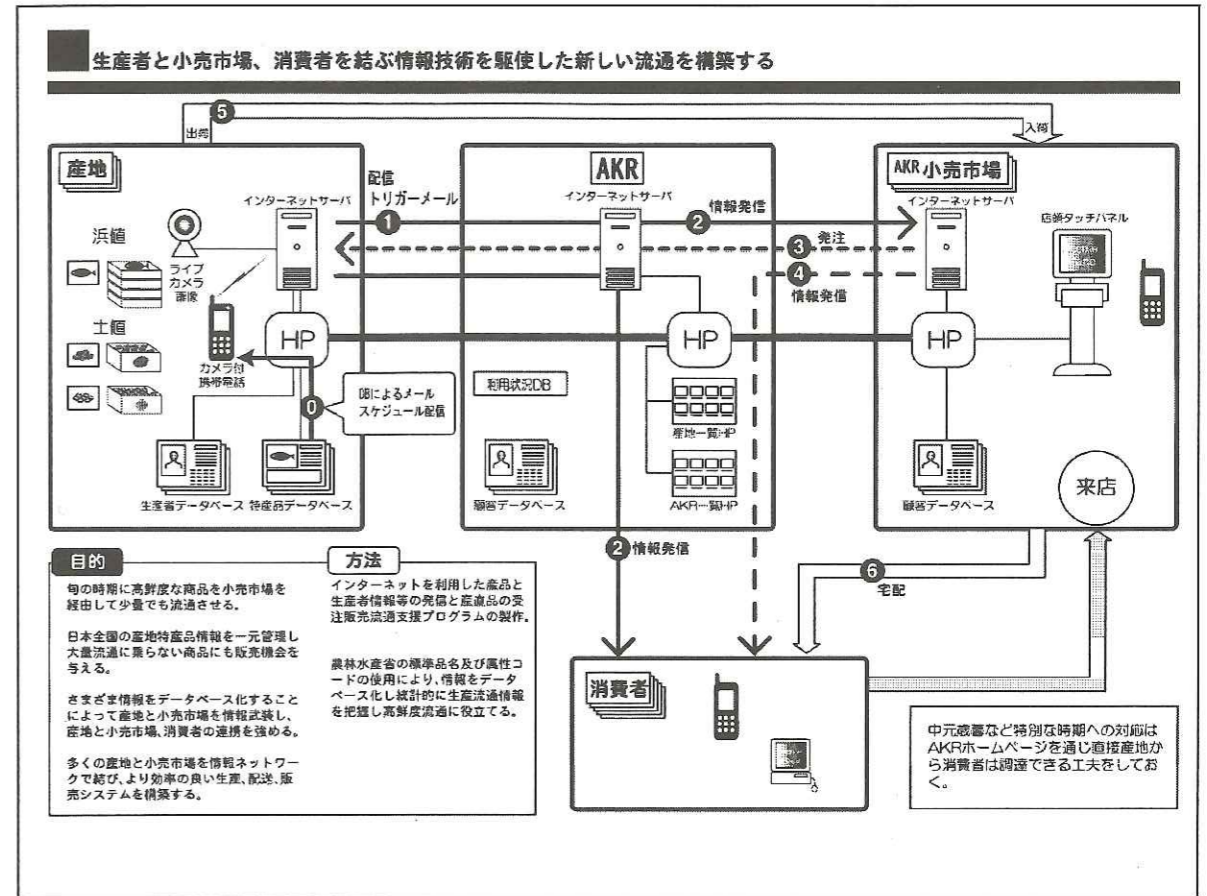 生産者と小売市場、消費者を結ぶ情報技術を駆使した新しい流通を構築する
5
出荷
入荷
産地
AKR
AKR 小売市場
配信
トリガーメール
インターネットサーバ
インターネットサーバ
インターネットサーバ
1
2
情報発信
店頭タッチパネル
浜値
3
発注
ライブ
カメラ
画像
4
情報発信
土値
HP
HP
HP
カメラ付
携帯電話
0
DBによるメール
スケジュール配信
利用状況DB
産地一覧HP
生産者データベース
特産品データベース
顧客データベース
AKR一覧HP
顧客データベース
来店
2
情報発信
6
宅配
目的
旬の時期に高鮮度な商品を小売市場を
経由して少量でも流通させる。
日本全国の産地特産品情報を一元管理し
大量流通に乗らない商品にも販売機会を
与える。
さまざま情報をデータベース化すること
によって産地と小売市場を情報武装し、
産地と小売市場、消費者の連携を強める。
多くの産地と小売市場を情報ネットワー
クで結び、より効率の良い生産、配送、販
売システムを構築する。
方法
インターネットを利用した産品と
生産者情報等の発信と産直品の受
注販売流通支援プログラムの製作。
農林水産省の標準品名及び属性コ
ードの使用により、情報をデータ
ベース化し統計的に生産流通情報
を把握し高鮮度流通に役立てる。
消費者
中元歳暮など特別な時期への対応は
AKRホームページを通じ直接産地か
ら消費者は調達できる工夫をしてお
く。